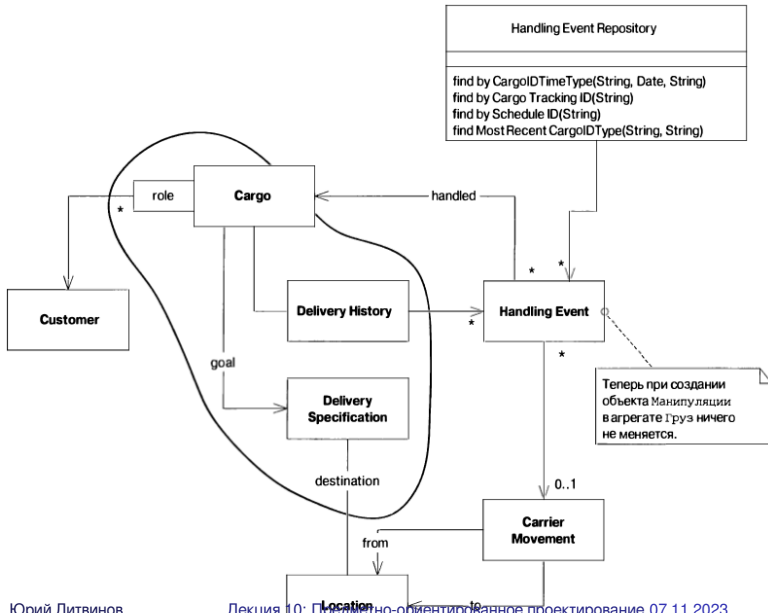 Handling Event Repository
find by CargoIDTimeType(String, Date, String)
find by Cargo Tracking ID(String)
find by Schedule ID(String)
find Most Recent CargoIDType(String, String)
role
Cargo
handled
*
*
*
Customer
Delivery History
*
Handling Event
*
goal
Delivery
Specification
Теперь при создании
объекта Манипуляции
в агрегате Груз ничего
не меняется.
destination
0..1
Carrier
Movement
from
Location
to
Юрий Литвинов
Лекция 10: Предметно-ориентированное проектирование 07.11.2023